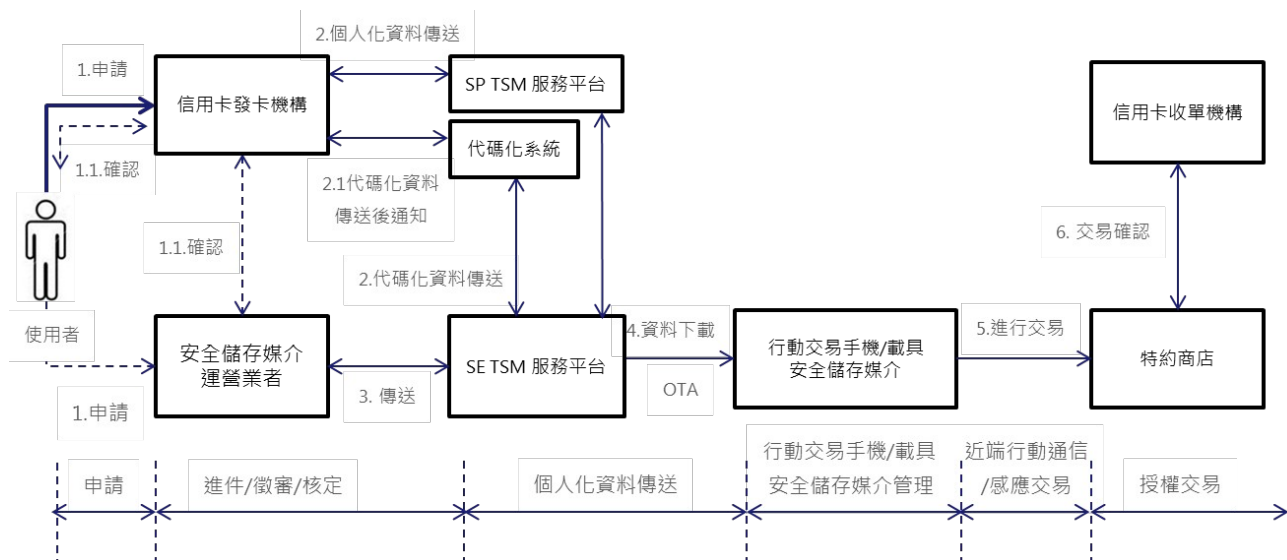 2.個人化資料傳送
1.申請
信用卡發卡機構
SP TSM 服務平台
信用卡收單機構
代碼化系統
1.1.確認
2.1代碼化資料
傳送後通知
1.1.確認
6. 交易確認
2.代碼化資料傳送
使用者
安全儲存媒介
運營業者
SE TSM 服務平台
4.資料下載
行動交易手機/載具
安全儲存媒介
5.進行交易
特約商店
3. 傳送
OTA
1.申請
申請
進件/徵審/核定
個人化資料傳送
行動交易手機/載具
安全儲存媒介管理
近端行動通信
/感應交易
授權交易